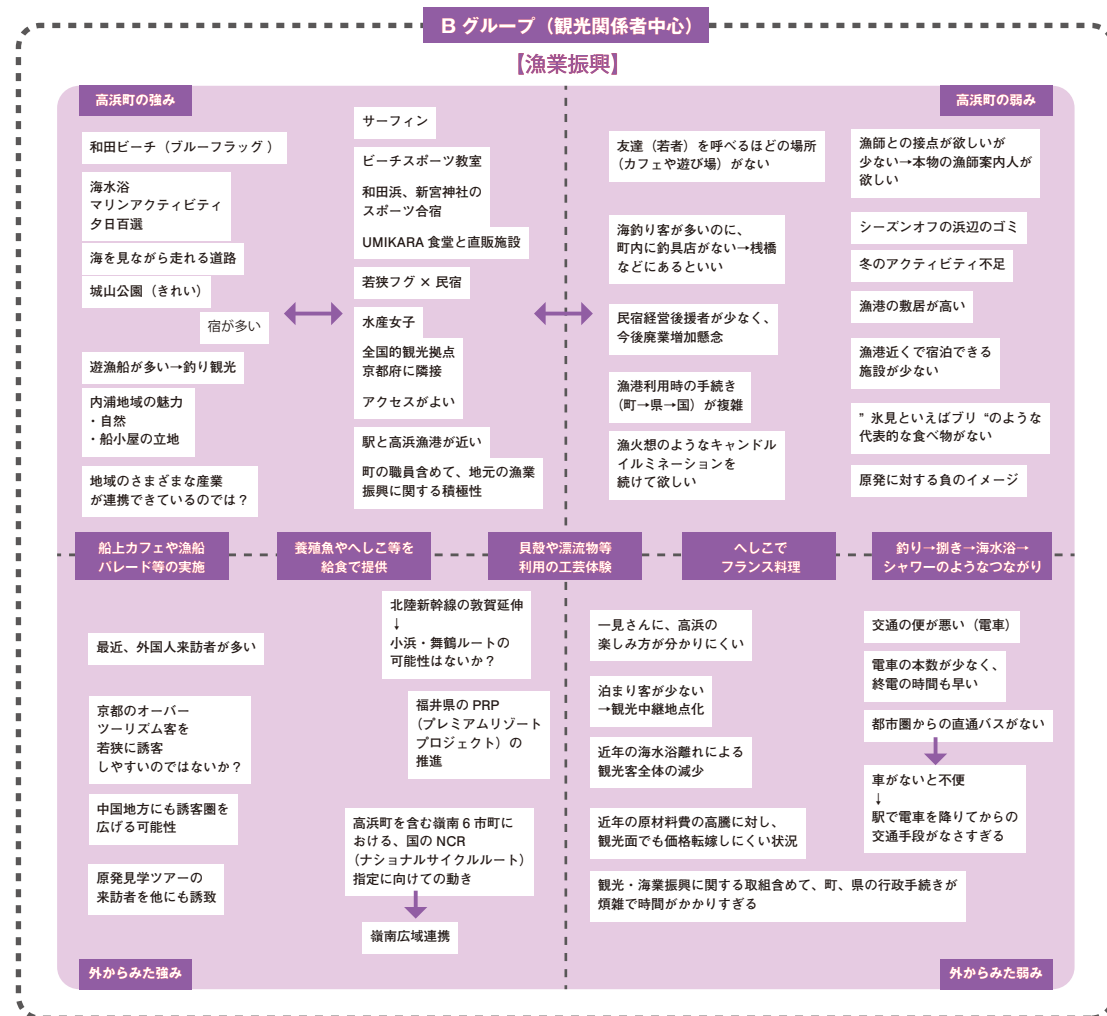 B グループ（観光関係者中心）
【漁業振興】
高浜町の強み
和田ビーチ（ブルーフラッグ ）
海水浴
マリンアクティビティ
夕日百選
海を見ながら走れる道路
城山公園（きれい）
宿が多い
遊漁船が多い→釣り観光
内浦地域の魅力
・自然
・船小屋の立地
地域のさまざまな産業
が連携できているのでは？
サーフィン
ビーチスポーツ教室
和田浜、新宮神社の
スポーツ合宿
UMIKARA 食堂と直販施設
若狭フグ × 民宿
水産女子
全国的観光拠点
京都府に隣接
アクセスがよい
駅と高浜漁港が近い
町の職員含めて、地元の漁業
振興に関する積極性
高浜町の弱み
友達（若者）を呼べるほどの場所
（カフェや遊び場）がない
海釣り客が多いのに、
町内に釣具店がない→桟橋
などにあるといい
民宿経営後援者が少なく、
今後廃業増加懸念
漁港利用時の手続き
（町→県→国）が複雑
漁火想のようなキャンドル
イルミネーションを
続けて欲しい
漁師との接点が欲しいが
少ない→本物の漁師案内人が
欲しい
シーズンオフの浜辺のゴミ
冬のアクティビティ不足
漁港の敷居が高い
漁港近くで宿泊できる
施設が少ない
”氷見といえばブリ “のような
代表的な食べ物がない
原発に対する負のイメージ
船上カフェや漁船
パレード等の実施
養殖魚やへしこ等を
給食で提供
貝殻や漂流物等
利用の工芸体験
へしこで
フランス料理
釣り→捌き→海水浴→
シャワーのようなつながり
最近、外国人来訪者が多い
京都のオーバー
ツーリズム客を
若狭に誘客
しやすいのではないか？
中国地方にも誘客圏を
広げる可能性
原発見学ツアーの
来訪者を他にも誘致
北陸新幹線の敦賀延伸
↓
小浜・舞鶴ルートの
可能性はないか？
福井県の PRP
（プレミアムリゾート
プロジェクト）の
推進
高浜町を含む嶺南 6 市町に
おける、国の NCR
（ナショナルサイクルルート）
指定に向けての動き
嶺南広域連携
外からみた強み
一見さんに、高浜の
楽しみ方が分かりにくい
泊まり客が少ない
→観光中継地点化
近年の海水浴離れによる
観光客全体の減少
近年の原材料費の高騰に対し、
観光面でも価格転嫁しにくい状況
観光・海業振興に関する取組含めて、町、県の行政手続きが
煩雑で時間がかかりすぎる
交通の便が悪い（電車）
電車の本数が少なく、
終電の時間も早い
都市圏からの直通バスがない
車がないと不便
↓
駅で電車を降りてからの
交通手段がなさすぎる
外からみた弱み